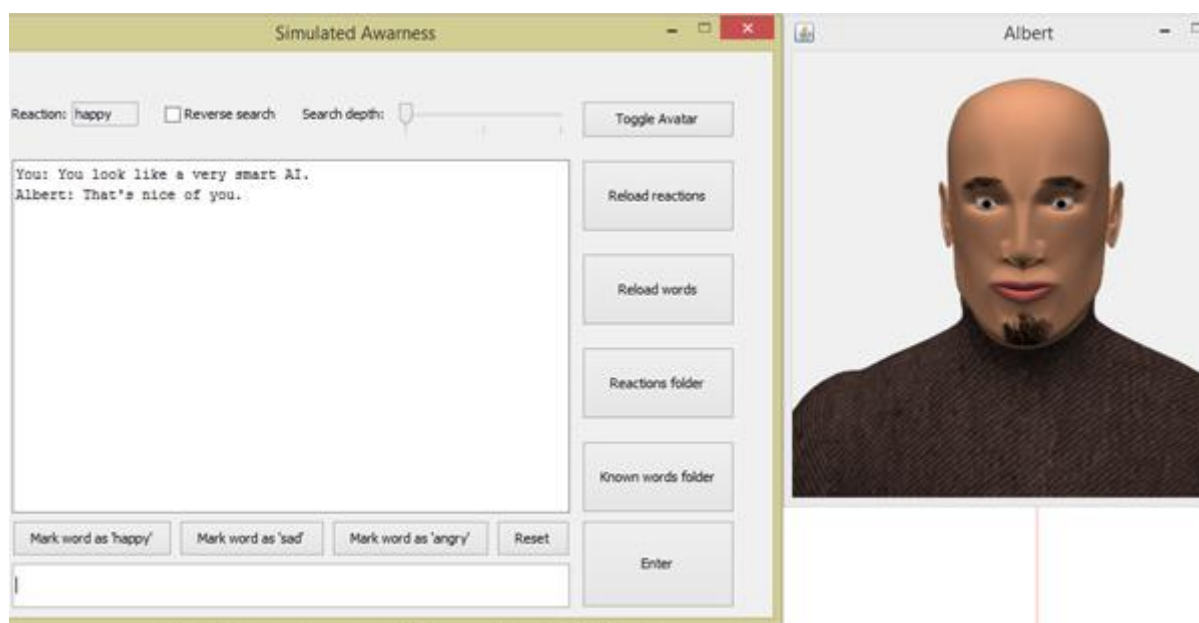 Simulated Awarness
Albert
Reaction: happy Reverse search Search depth: Toggle Avatar
You: You look like a very smart AI.
Albert: That's nice of you.
Reload reactions
Reload words
Reactions folder
Known words folder
Mark word as 'happy' Mark word as 'sad' Mark word as 'angry' Reset
Enter